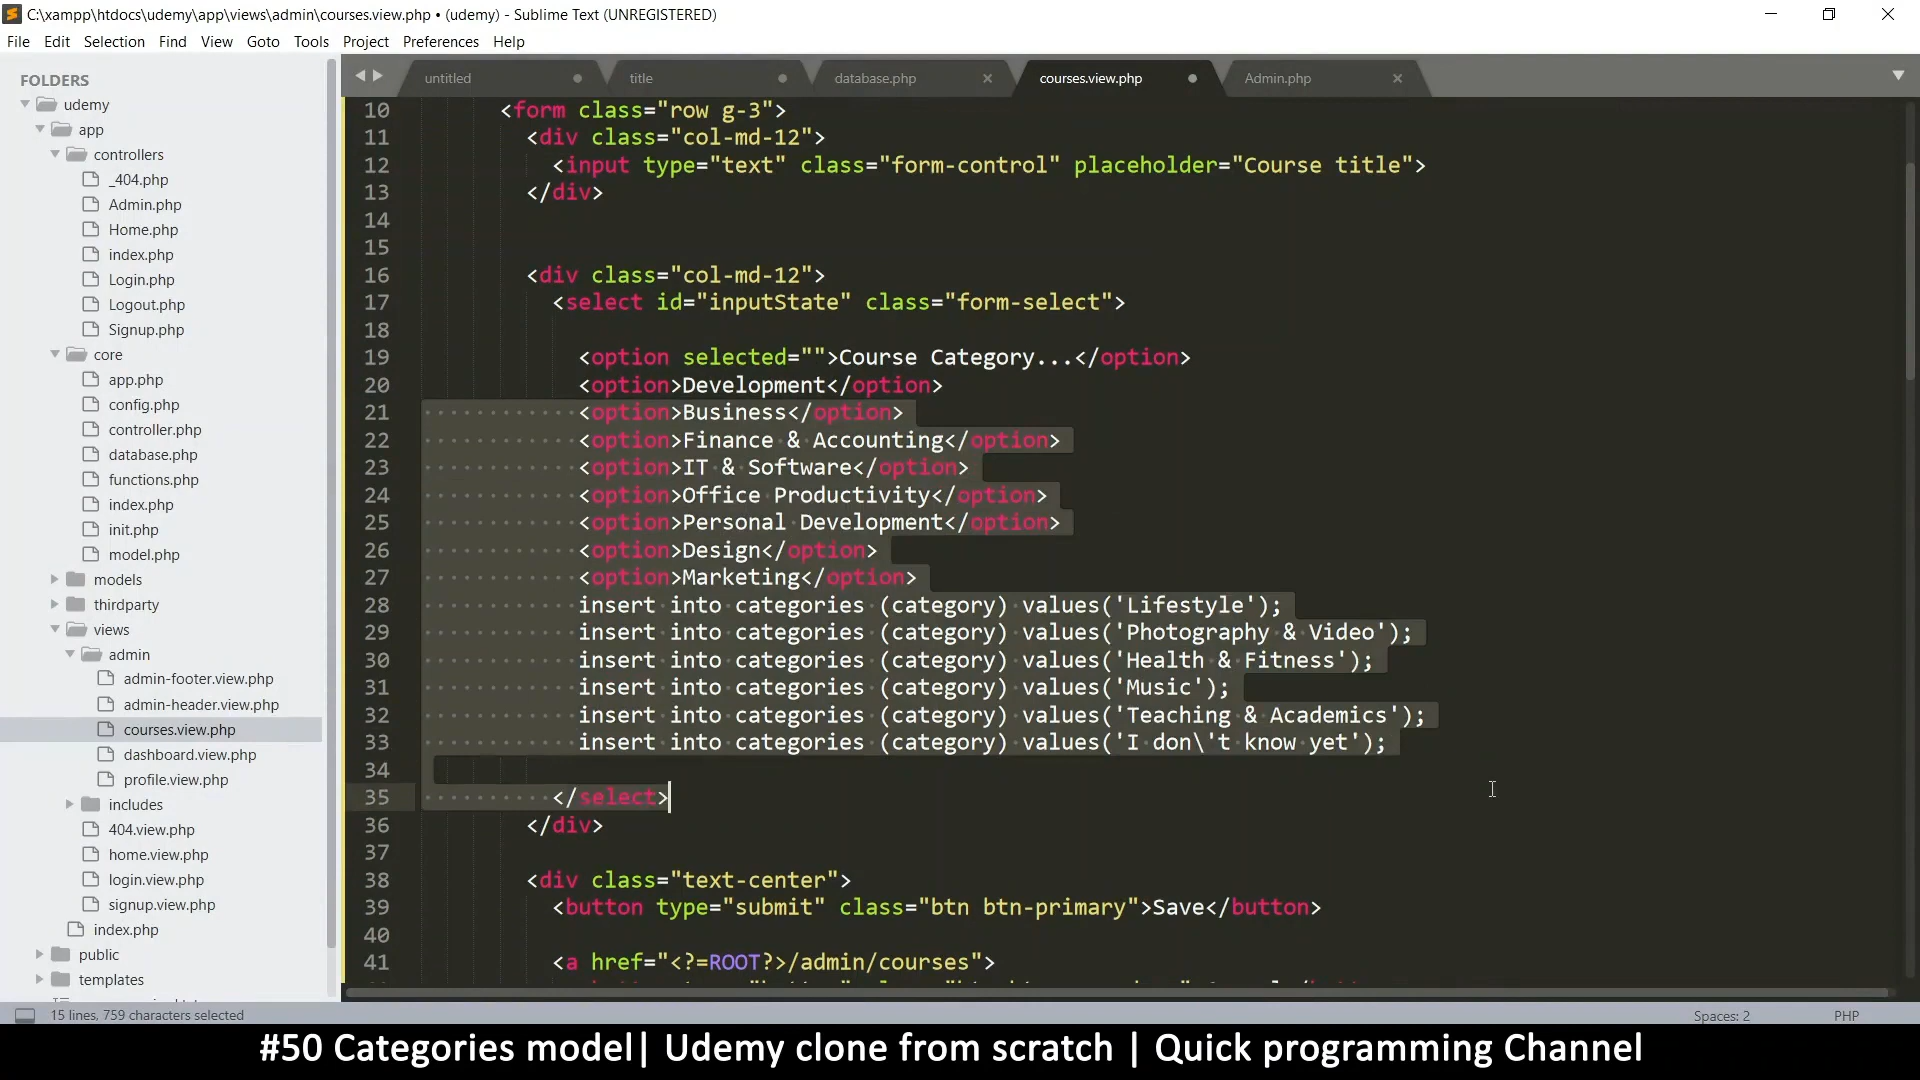 C:\xampp\htdocs\udemy\app\views\admin\courses.view.php • (udemy) - Sublime Text (UNREGISTERED)
File Edit Selection Find View Goto Tools Project Preferences Help
FOLDERS
udemy
app
controllers
_404.php
Admin.php
Home.php
index.php
Login.php
Logout.php
Signup.php
core
app.php
config.php
controller.php
database.php
functions.php
index.php
init.php
model.php
models
thirdparty
views
admin
admin-footer.view.php
admin-header.view.php
courses.view.php
dashboard.view.php
profile.view.php
includes
404.view.php
home.view.php
login.view.php
signup.view.php
index.php
public
templates
untitled title database.php courses.view.php Admin.php
10 <form class="row g-3">
11 <div class="col-md-12">
12 <input type="text" class="form-control" placeholder="Course title">
13 </div>
14
15
16 <div class="col-md-12">
17 <select id="inputState" class="form-select">
18
19 <option selected="">Course Category...</option>
20 <option>Development</option>
21 <option>Business</option>
22 <option>Finance & Accounting</option>
23 <option>IT & Software</option>
24 <option>Office Productivity</option>
25 <option>Personal Development</option>
26 <option>Design</option>
27 <option>Marketing</option>
28 insert into categories (category) values('Lifestyle');
29 insert into categories (category) values('Photography & Video');
30 insert into categories (category) values('Health & Fitness');
31 insert into categories (category) values('Music');
32 insert into categories (category) values('Teaching & Academics');
33 insert into categories (category) values('I don\'t know yet');
34
35 </select>
36 </div>
37
38 <div class="text-center">
39 <button type="submit" class="btn btn-primary">Save</button>
40
41 <a href="<?=ROOT?>/admin/courses">
15 lines, 759 characters selected
Spaces: 2 PHP
#50 Categories model| Udemy clone from scratch | Quick programming Channel